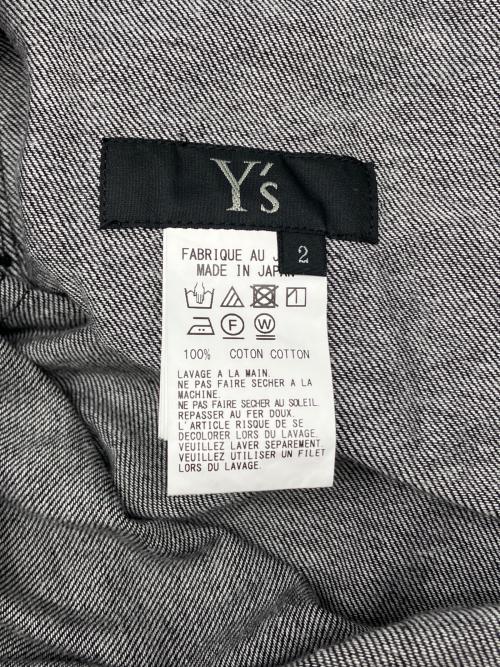 Y's
2
FABRIQUE AU J
MADE IN JAPAN
100% COTON COTTON
LAVAGE A LA MAIN.
NE PAS FAIRE SECHER A LA
MACHINE.
NE PAS FAIRE SECHER AU SOLEIL.
REPASSER AU FER DOUX.
L'ARTICLE RISQUE DE SE
DECOLORER LORS DU LAVAGE.
VEUILLEZ LAVER SEPAREMENT.
VEUILLEZ UTILISER UN FILET
LORS DU LAVAGE.